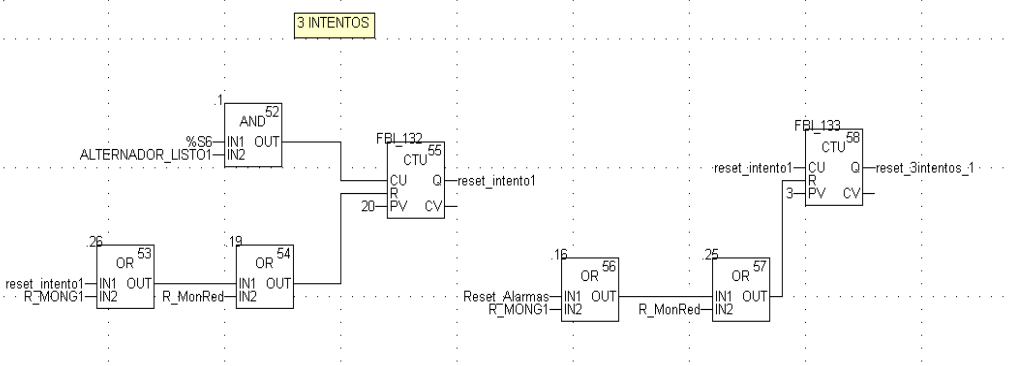 3 INTENTOS
.1
52
AND
%S6
IN1 OUT
ALTERNADOR_LISTO1
IN2
FBI_132
55
CTU
CU Q
reset_intento1
R
20
PV CV
FBI_133
58
CTU
reset_intento1
CU Q
reset_3intentos_1
R
3
PV CV
.26
53
OR
reset_intento1
IN1 OUT
R_MONG1
IN2
.19
54
OR
IN1 OUT
R_MonRed
IN2
.16
56
OR
Reset_Alarmas
IN1 OUT
R_MONG1
IN2
.25
57
OR
IN1 OUT
R_MonRed
IN2